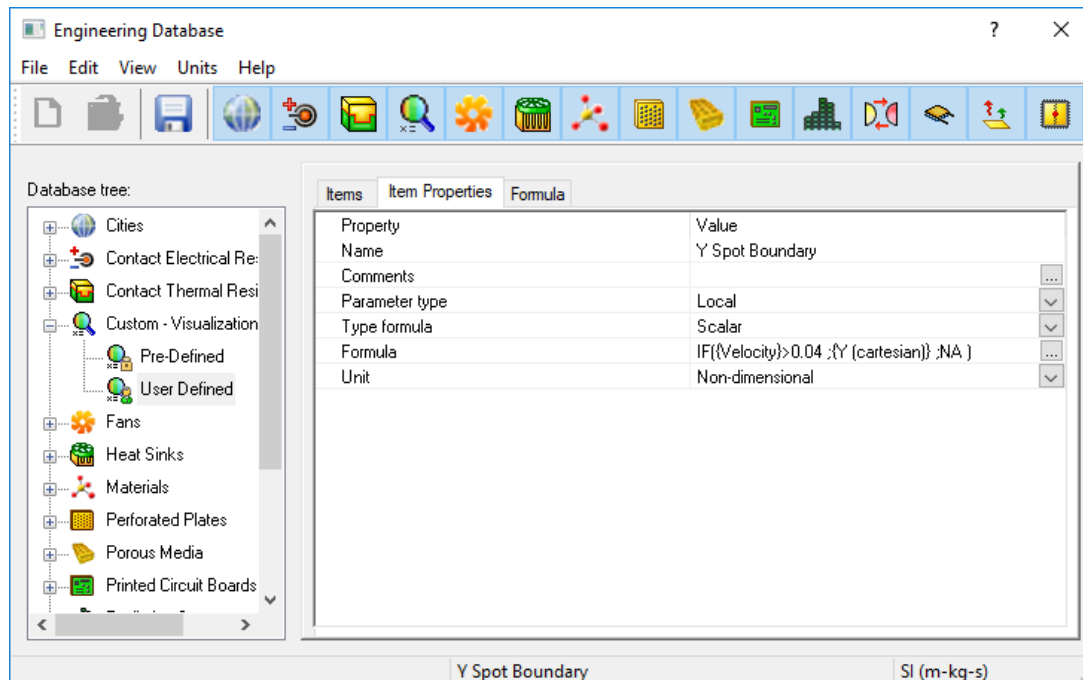 Engineering Database
File Edit View Units Help
Database tree:
Cities
Contact Electrical Re
Contact Thermal Resi
Custom - Visualization
Pre-Defined
User Defined
Fans
Heat Sinks
Materials
Perforated Plates
Porous Media
Printed Circuit Boards
Items Item Properties Formula
Property Value
Name Y Spot Boundary
Comments ...
Parameter type Local
Type formula Scalar
Formula IF({Velocity}>0.04 ;{Y (cartesian)} ;NA ) ...
Unit Non-dimensional
Y Spot Boundary SI (m-kg-s)